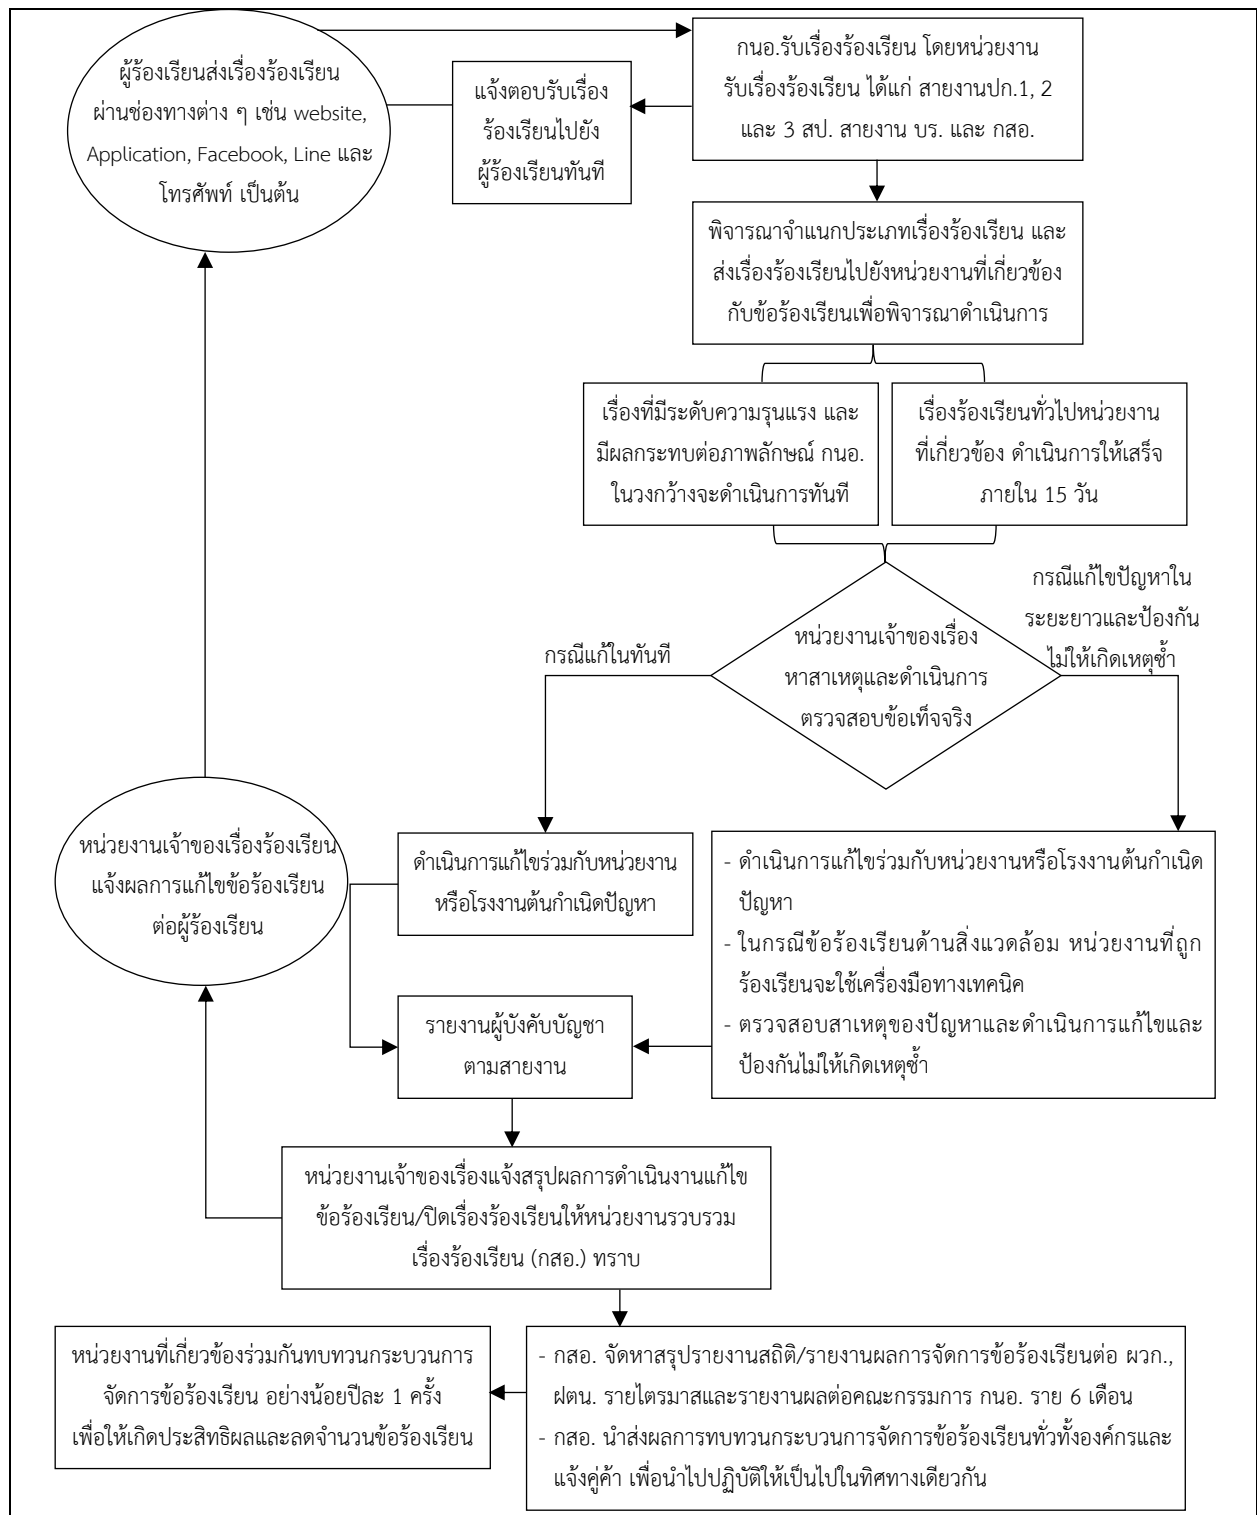 ผู้ร้องเรียนส่งเรื่องร้องเรียน
ผ่านช่องทางต่าง ๆ เช่น website,
Application, Facebook, Line และ
โทรศัพท์ เป็นต้น
แจ้งตอบรับเรื่อง
ร้องเรียนไปยัง
ผู้ร้องเรียนทันที
กนอ.รับเรื่องร้องเรียน โดยหน่วยงาน
รับเรื่องร้องเรียน ได้แก่ สายงานปก.1, 2
และ 3 สป. สายงาน บร. และ กสอ.
พิจารณาจำแนกประเภทเรื่องร้องเรียน และ
ส่งเรื่องร้องเรียนไปยังหน่วยงานที่เกี่ยวข้อง
กับข้อร้องเรียนเพื่อพิจารณาดำเนินการ
เรื่องที่มีระดับความรุนแรง และ
มีผลกระทบต่อภาพลักษณ์ กนอ.
ในวงกว้างจะดำเนินการทันที
เรื่องร้องเรียนทั่วไปหน่วยงาน
ที่เกี่ยวข้อง ดำเนินการให้เสร็จ
ภายใน 15 วัน
กรณีแก้ไขปัญหาใน
ระยะยาวและป้องกัน
ไม่ให้เกิดเหตุซ้ำ
กรณีแก้ในทันที
หน่วยงานเจ้าของเรื่อง
หาสาเหตุและดำเนินการ
ตรวจสอบข้อเท็จจริง
หน่วยงานเจ้าของเรื่องร้องเรียน
แจ้งผลการแก้ไขข้อร้องเรียน
ต่อผู้ร้องเรียน
ดำเนินการแก้ไขร่วมกับหน่วยงาน
หรือโรงงานต้นกำเนิดปัญหา
- ดำเนินการแก้ไขร่วมกับหน่วยงานหรือโรงงานต้นกำเนิด
ปัญหา
- ในกรณีข้อร้องเรียนด้านสิ่งแวดล้อม หน่วยงานที่ถูก
ร้องเรียนจะใช้เครื่องมือทางเทคนิค
- ตรวจสอบสาเหตุของปัญหาและดำเนินการแก้ไขและ
ป้องกันไม่ให้เกิดเหตุซ้ำ
รายงานผู้บังคับบัญชา
ตามสายงาน
หน่วยงานเจ้าของเรื่องแจ้งสรุปผลการดำเนินงานแก้ไข
ข้อร้องเรียน/ปิดเรื่องร้องเรียนให้หน่วยงานรวบรวม
เรื่องร้องเรียน (กสอ.) ทราบ
หน่วยงานที่เกี่ยวข้องร่วมกันทบทวนกระบวนการ
จัดการข้อร้องเรียน อย่างน้อยปีละ 1 ครั้ง
เพื่อให้เกิดประสิทธิผลและลดจำนวนข้อร้องเรียน
- กสอ. จัดหาสรุปรายงานสถิติ/รายงานผลการจัดการข้อร้องเรียนต่อ ผวก.,
ฝตน. รายไตรมาสและรายงานผลต่อคณะกรรมการ กนอ. ราย 6 เดือน
- กสอ. นำส่งผลการทบทวนกระบวนการจัดการข้อร้องเรียนทั่วทั้งองค์กรและ
แจ้งคู่ค้า เพื่อนำไปปฏิบัติให้เป็นไปในทิศทางเดียวกัน